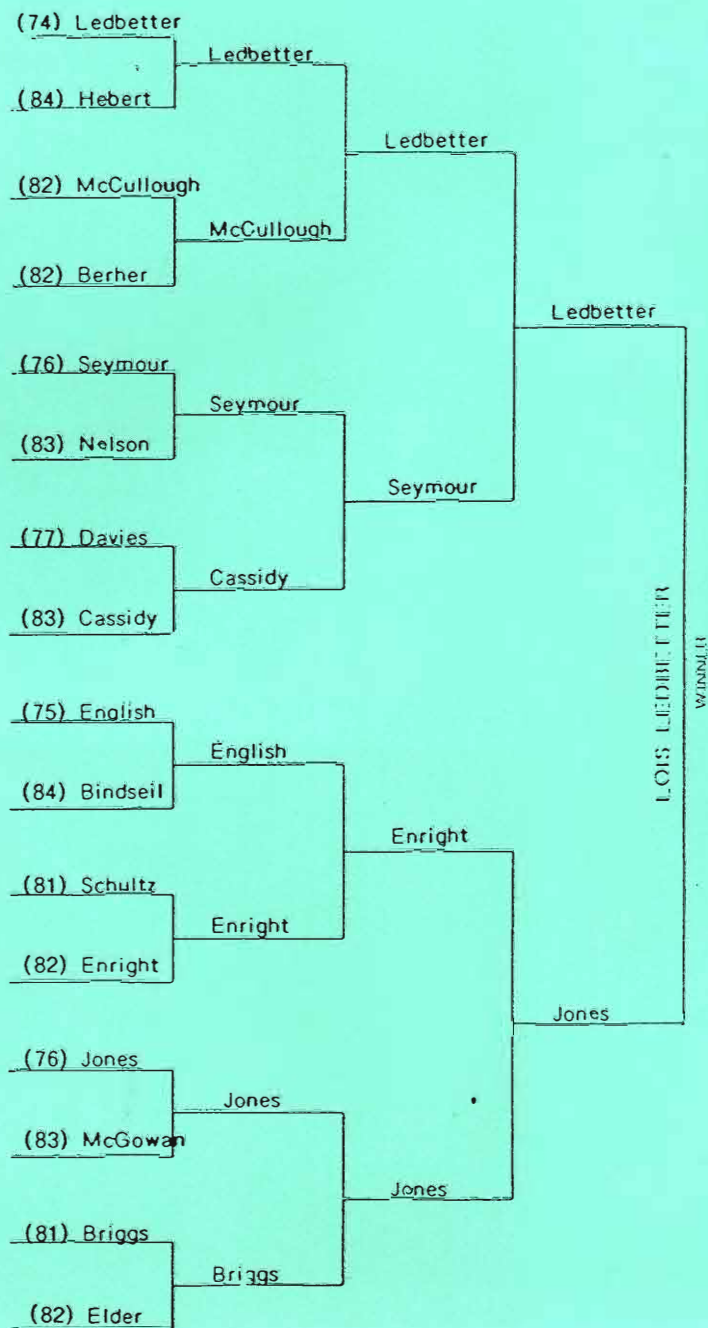 (74) Ledbetter
(84) Hebert
(82) McCullough
(82) Berher
(76) Seymour
(83) Nelson
(77) Davies
(83) Cassidy
(75) English
(84) Bindseil
(81) Schultz
(82) Enright
(76) Jones
(83) McGowan
(81) Briggs
(82) Elder
Ledbetter
McCullough
Seymour
Cassidy
English
Enright
Jones
Briggs
Ledbetter
Seymour
Enright
Jones
Ledbetter
Jones
LOIS LEDBETTER